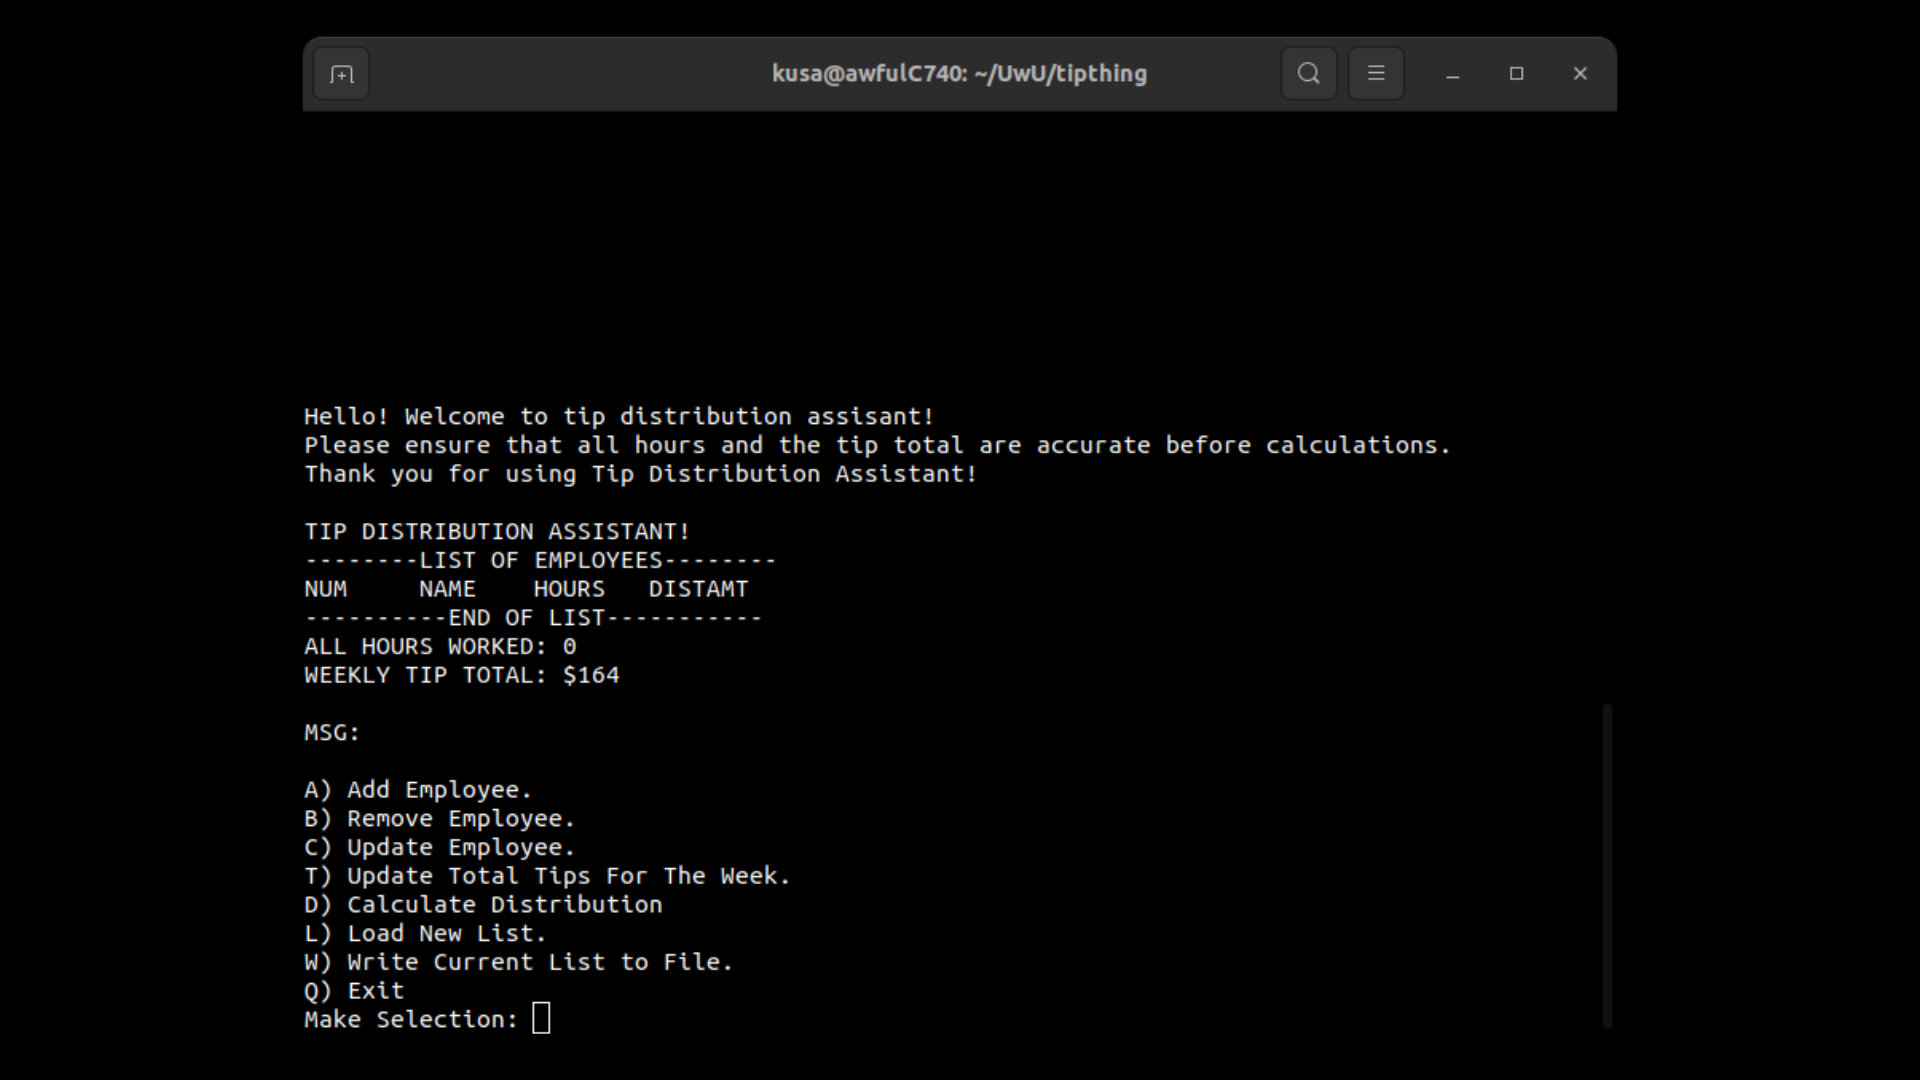 kusa@awfulC740: ~/UwU/tipthing
Hello! Welcome to tip distribution assisant!
Please ensure that all hours and the tip total are accurate before calculations.
Thank you for using Tip Distribution Assistant!
TIP DISTRIBUTION ASSISTANT!
--------LIST OF EMPLOYEES--------
NUM     NAME    HOURS   DISTAMT
----------END OF LIST-----------
ALL HOURS WORKED: 0
WEEKLY TIP TOTAL: $164
MSG:
A) Add Employee.
B) Remove Employee.
C) Update Employee.
T) Update Total Tips For The Week.
D) Calculate Distribution
L) Load New List.
W) Write Current List to File.
Q) Exit
Make Selection: